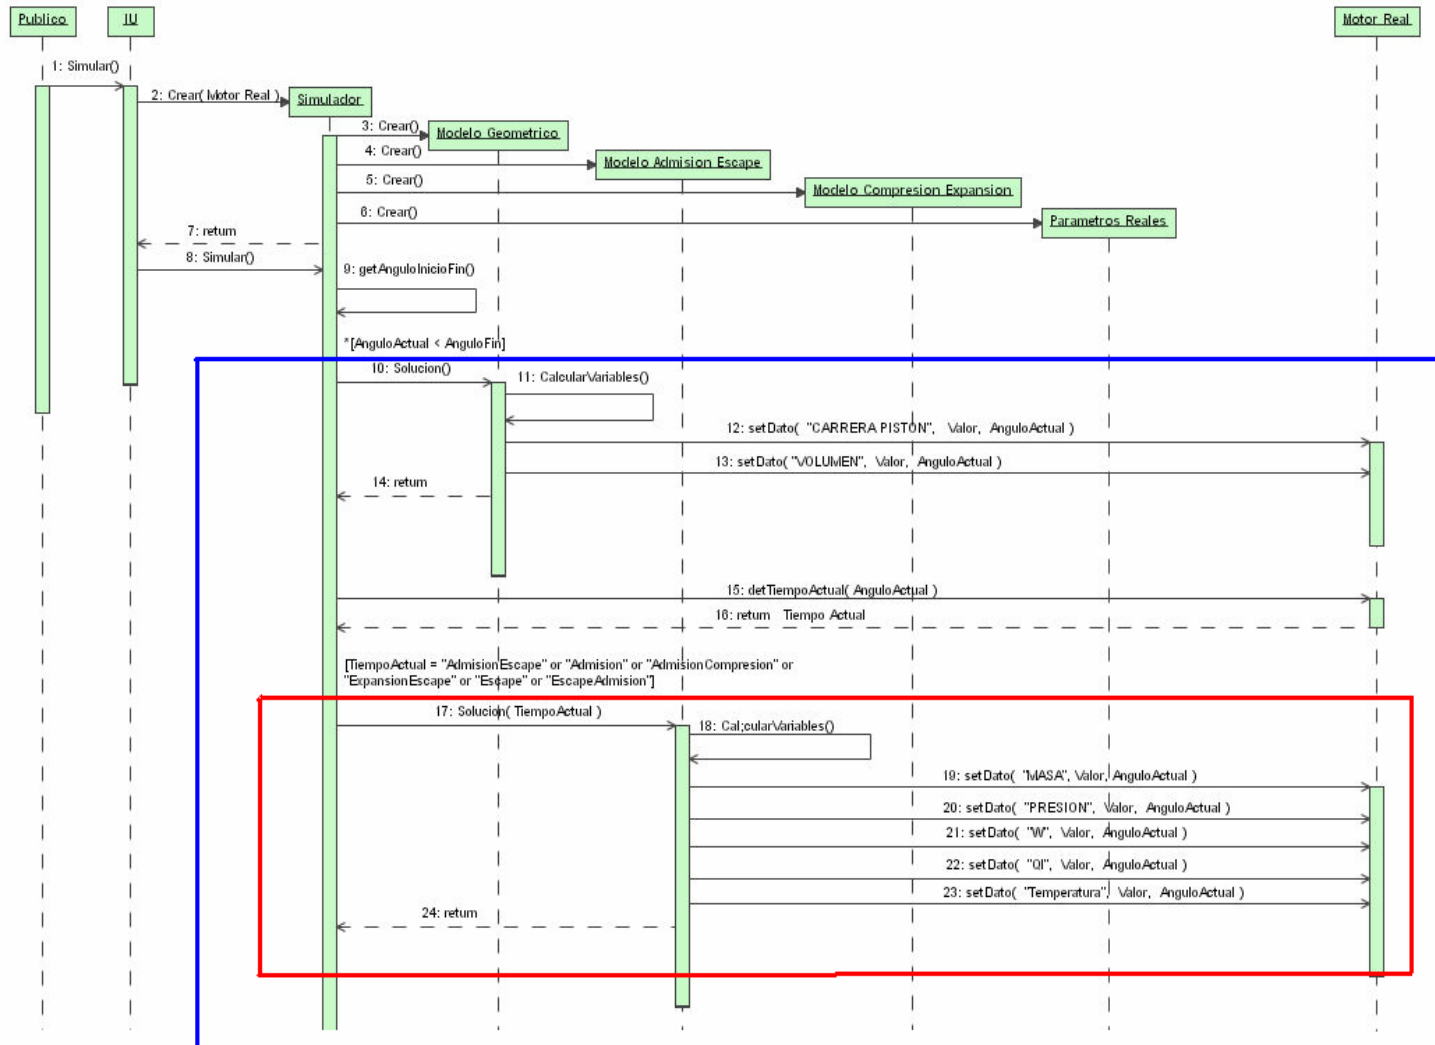 Publico
IU
Motor Real
1: Simular()
2: Crear( Motor Real )
Simulador
3: Crear()
Modelo Geometrico
4: Crear()
Modelo Admision Escape
5: Crear()
Modelo Compresion Expansion
6: Crear()
Parametros Reales
7: return
8: Simular()
9: getAnguloInicioFin()
*[AnguloActual < AnguloFin]
10: Solucion()
11: CalcularVariables()
12: setDato( "CARRERA PISTON", Valor, AnguloActual )
13: setDato( "VOLUMEN", Valor, AnguloActual )
14: return
15: detTiempoActual( AnguloActual )
16: return Tiempo Actual
[TiempoActual = "AdmisionEscape" or "Admision" or "AdmisionCompresion" or
"ExpansionEscape" or "Escape" or "EscapeAdmision"]
17: Solucion( TiempoActual )
18: Cal;cularVariables()
19: setDato( "MASA", Valor, AnguloActual )
20: setDato( "PRESION", Valor, AnguloActual )
21: setDato( "W", Valor, AnguloActual )
22: setDato( "QI", Valor, AnguloActual )
23: setDato( "Temperatura", Valor, AnguloActual )
24: return